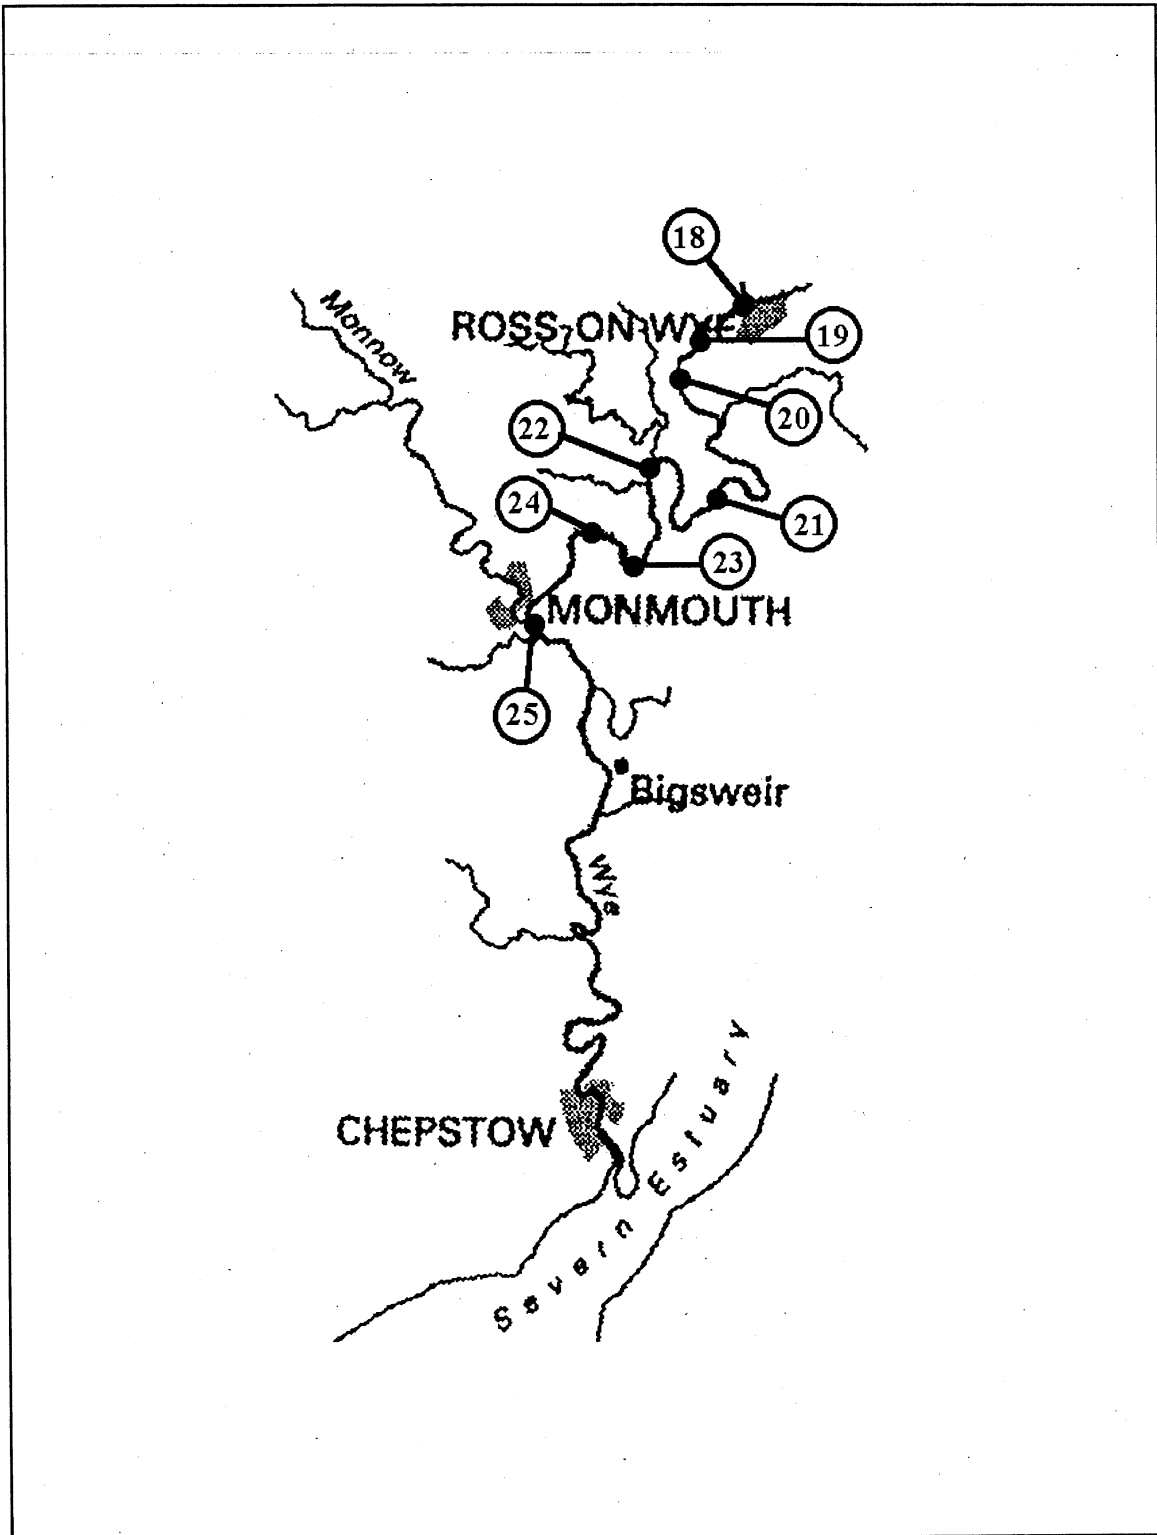 18
Monnow
ROSS-ON-WYE
19
20
22
24
21
23
MONMOUTH
25
Bigsweir
Wye
CHEPSTOW
Severn Estuary